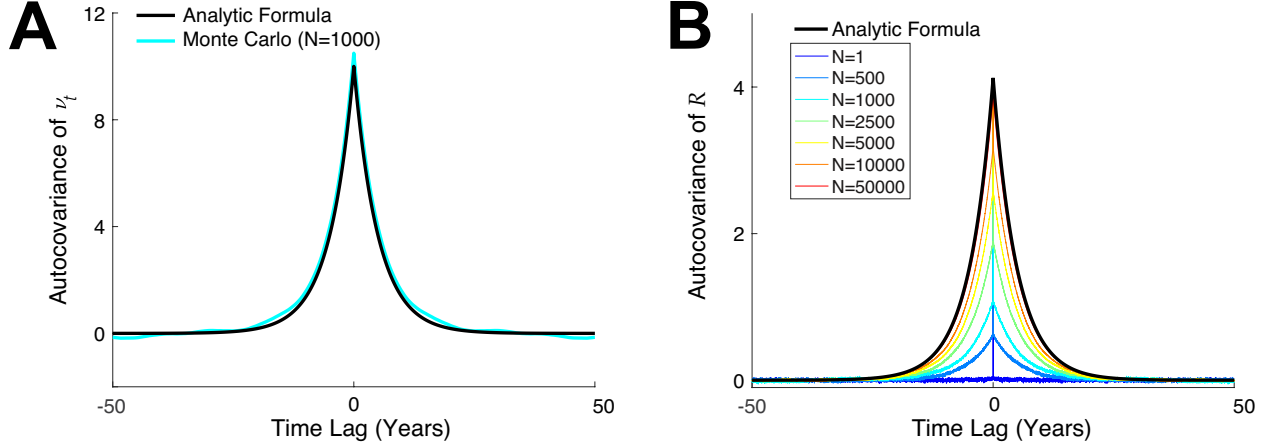 A
Analytic Formula
Monte Carlo (N=1000)
12
8
4
0
-50
0
50
Time Lag (Years)
Autocovariance of νt
B
Analytic Formula
N=1
N=500
N=1000
N=2500
N=5000
N=10000
N=50000
4
2
0
-50
0
50
Time Lag (Years)
Autocovariance of R